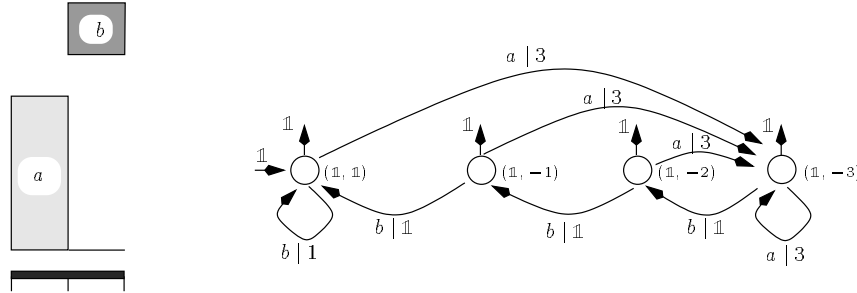 b
a | 3
a | 3
𝟙 𝟙 𝟙 a | 3 𝟙
𝟙
a (𝟙, 𝟙) (𝟙, −1) (𝟙, −2) (𝟙, −3)
b | 𝟙 b | 𝟙 b | 𝟙
b | 1 a | 3